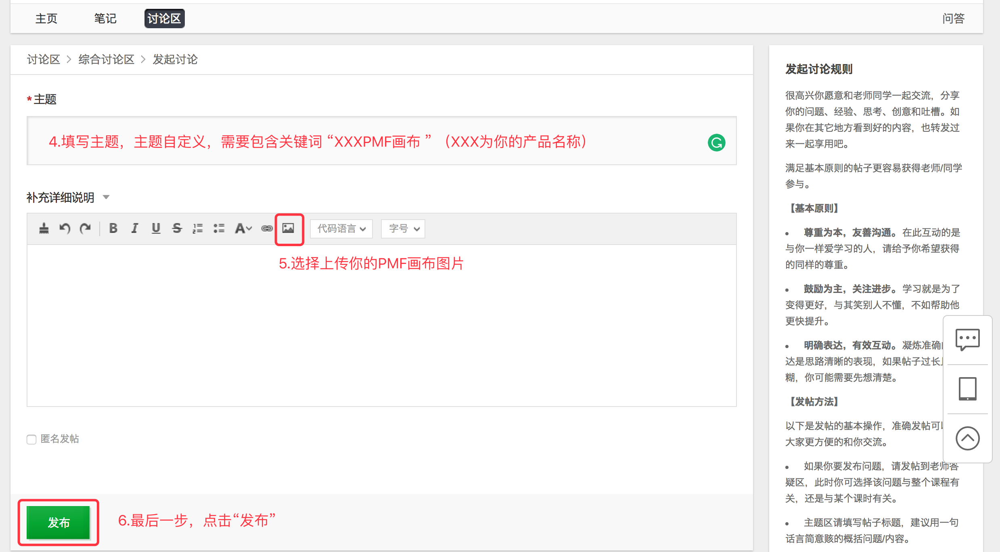 主页 笔记 讨论区 问答
讨论区 > 综合讨论区 > 发起讨论
*主题
4.填写主题，主题自定义，需要包含关键词 “XXXPMF画布 ” （XXX为你的产品名称）
补充详细说明
B I U S A 代码语言 字号
5.选择上传你的PMF画布图片
匿名发帖
发布
6.最后一步，点击“发布”
发起讨论规则
很高兴你愿意和老师同学一起交流，分享
你的问题、经验、思考、创意和吐槽。如
果你在其它地方看到好的内容，也转发过
来一起享用吧。
满足基本原则的帖子更容易获得老师/同学
参与。
【基本原则】
• 尊重为本，友善沟通。在此互动的是
与你一样爱学习的人，请给予你希望获得
的同样的尊重。
• 鼓励为主，关注进步。学习就是为了
变得更好，与其笑别人不懂，不如帮助他
更快提升。
• 明确表达，有效互动。凝炼准确
达是思路清晰的表现，如果帖子过长
糊，你可能需要先想清楚。
【发帖方法】
以下是发帖的基本操作，准确发帖可
大家更方便的和你交流。
• 如果你要发布问题，请发帖到老师答
疑区，此时你可选择该问题与整个课程有
关，还是与某个课时有关。
• 主题区请填写帖子标题，建议用一句
话言简意赅的概括问题/内容。